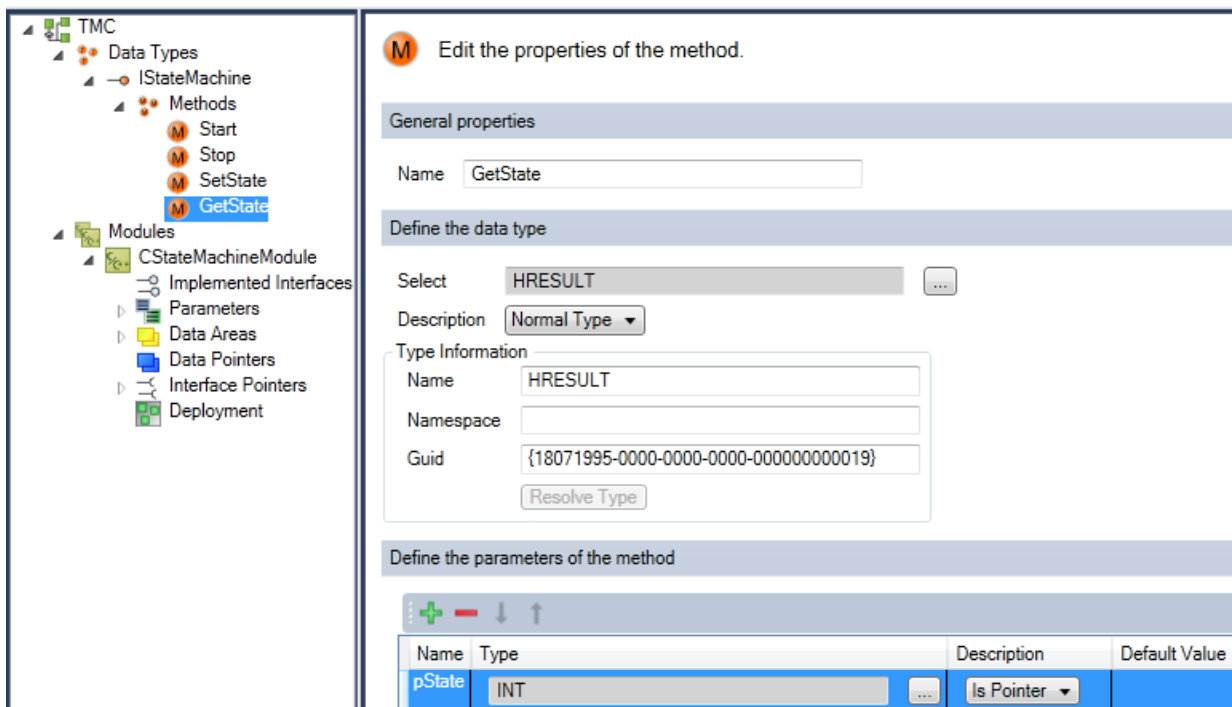 TMC
Data Types
IStateMachine
Methods
M Start
M Stop
M SetState
M GetState
Modules
CStateMachineModule
Implemented Interfaces
Parameters
Data Areas
Data Pointers
Interface Pointers
Deployment
M Edit the properties of the method.
General properties
Name GetState
Define the data type
Select HRESULT ...
Description Normal Type
Type Information
Name HRESULT
Namespace
Guid {18071995-0000-0000-0000-000000000019}
Resolve Type
Define the parameters of the method
Name Type Description Default Value
pState INT ... Is Pointer